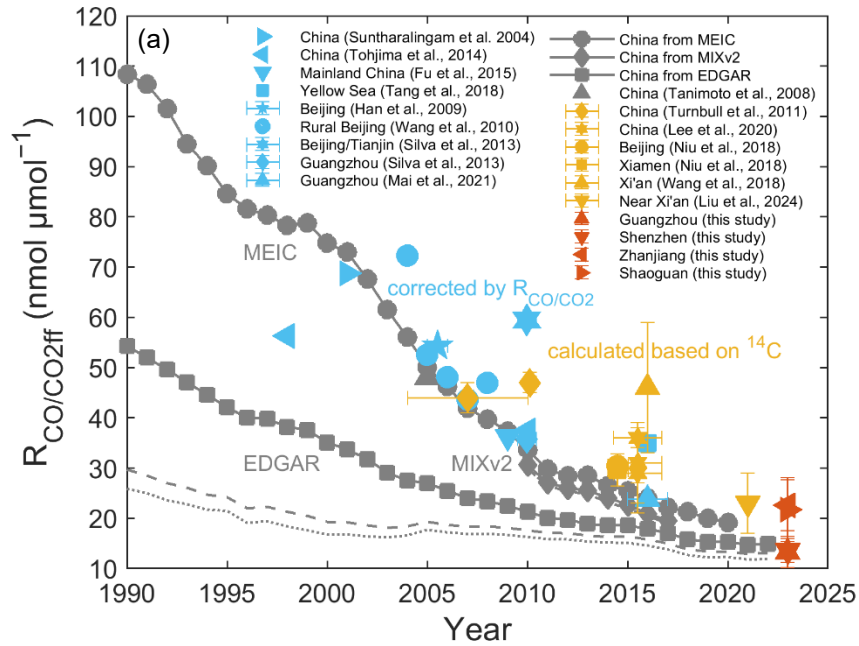 (a)
China (Suntharalingam et al. 2004)
China (Tohjima et al., 2014)
Mainland China (Fu et al., 2015)
Yellow Sea (Tang et al., 2018)
Beijing (Han et al., 2009)
Rural Beijing (Wang et al., 2010)
Beijing/Tianjin (Silva et al., 2013)
Guangzhou (Silva et al., 2013)
Guangzhou (Mai et al., 2021)
China from MEIC
China from MIXv2
China from EDGAR
China (Tanimoto et al., 2008)
China (Turnbull et al., 2011)
China (Lee et al., 2020)
Beijing (Niu et al., 2018)
Xiamen (Niu et al., 2018)
Xi'an (Wang et al., 2018)
Near Xi'an (Liu et al., 2024)
Guangzhou (this study)
Shenzhen (this study)
Zhanjiang (this study)
Shaoguan (this study)
MEIC
corrected by R_CO/CO2
calculated based on ¹⁴C
EDGAR
MIXv2
R_CO/CO2ff (nmol μmol⁻¹)
120
110
100
90
80
70
60
50
40
30
20
10
1990 1995 2000 2005 2010 2015 2020 2025
Year